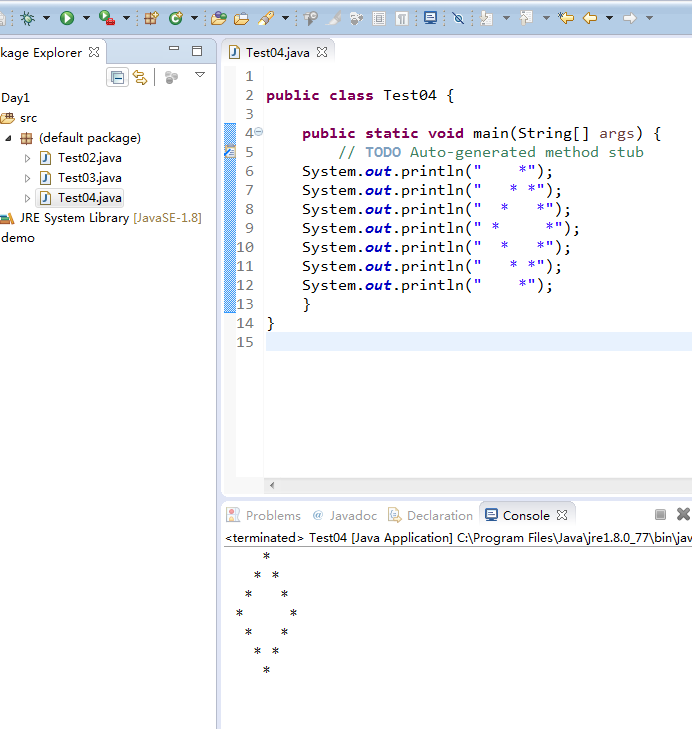 kage Explorer
Day1
src
(default package)
Test02.java
Test03.java
Test04.java
JRE System Library [JavaSE-1.8]
demo
Test04.java
1
2 public class Test04 {
3
4     public static void main(String[] args) {
5         // TODO Auto-generated method stub
6     System.out.println("    *");
7     System.out.println("   * *");
8     System.out.println("  *   *");
9     System.out.println(" *     *");
10     System.out.println("  *   *");
11     System.out.println("   * *");
12     System.out.println("    *");
13     }
14 }
15
Problems @ Javadoc Declaration Console
<terminated> Test04 [Java Application] C:\Program Files\Java\jre1.8.0_77\bin\jav
    *
   * *
  *   *
 *     *
  *   *
   * *
    *